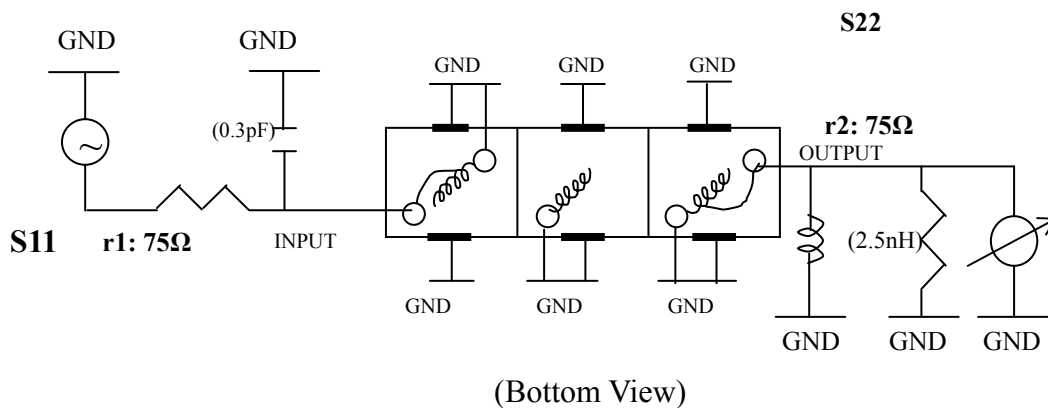 S22
GND
GND
GND
GND
GND
(0.3pF)
r2: 75Ω
OUTPUT
S11
r1: 75Ω
INPUT
(2.5nH)
GND
GND
GND
GND
GND
GND
(Bottom View)